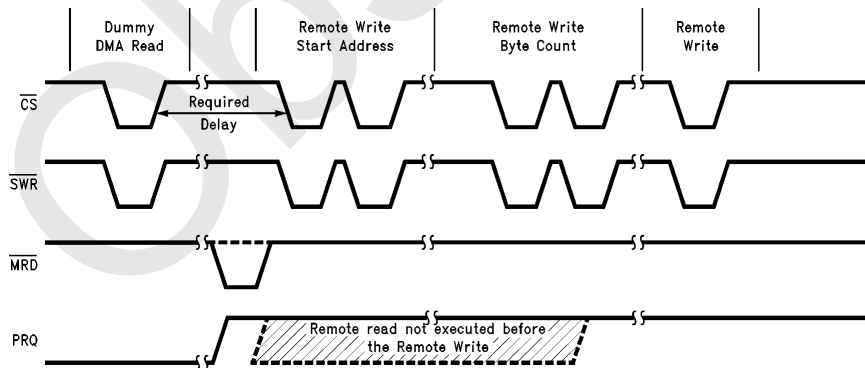 Dummy
DMA Read
Remote Write
Start Address
Remote Write
Byte Count
Remote
Write
CS
Required
Delay
SWR
MRD
PRQ
Remote read not executed before
the Remote Write